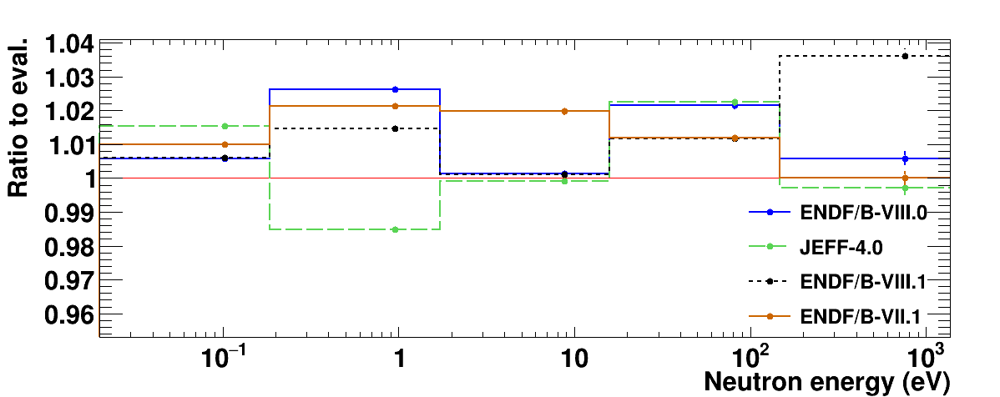 Ratio to eval.
1.04
1.03
1.02
1.01
1
0.99
0.98
0.97
0.96
ENDF/B-VIII.0
JEFF-4.0
ENDF/B-VIII.1
ENDF/B-VII.1
10⁻¹ 1 10 10² 10³
Neutron energy (eV)